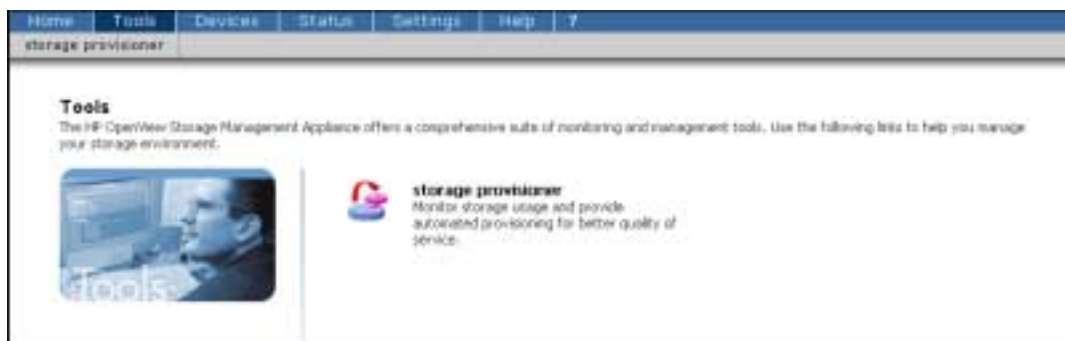 Home Tools Devices Status Settings Help ?
storage provisioner
Tools
The HP OpenView Storage Management Appliance offers a comprehensive suite of monitoring and management tools. Use the following links to help you manage
your storage environment.
storage provisioner
Monitor storage usage and provide
automated provisioning for better quality of
service.
Tools